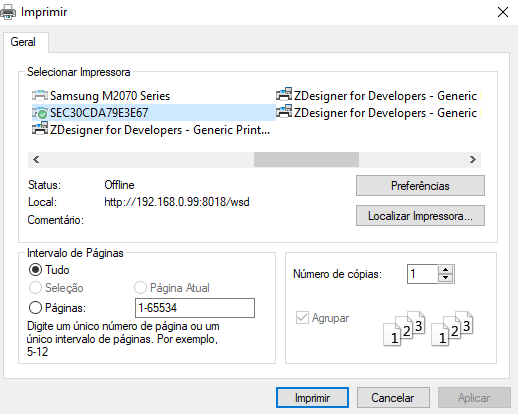 Imprimir
Geral
Selecionar Impressora
Samsung M2070 Series
SEC30CDA79E3E67
ZDesigner for Developers - Generic Print...
ZDesigner for Developers - Generic
ZDesigner for Developers - Generic
Status: Offline
Local: http://192.168.0.99:8018/wsd
Comentário:
Preferências
Localizar Impressora...
Intervalo de Páginas
Tudo
Seleção Página Atual
Páginas: 1-65534
Digite um único número de página ou um
único intervalo de páginas. Por exemplo,
5-12
Número de cópias: 1
Agrupar
1 2 3 1 2 3
Imprimir Cancelar Aplicar